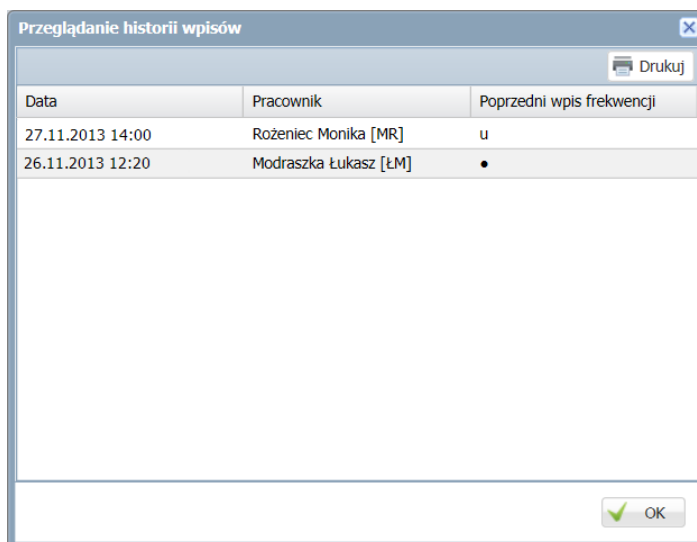 Przeglądanie historii wpisów
Drukuj
Data Pracownik Poprzedni wpis frekwencji
27.11.2013 14:00 Rożeniec Monika [MR] u
26.11.2013 12:20 Modraszka Łukasz [ŁM] ●
OK